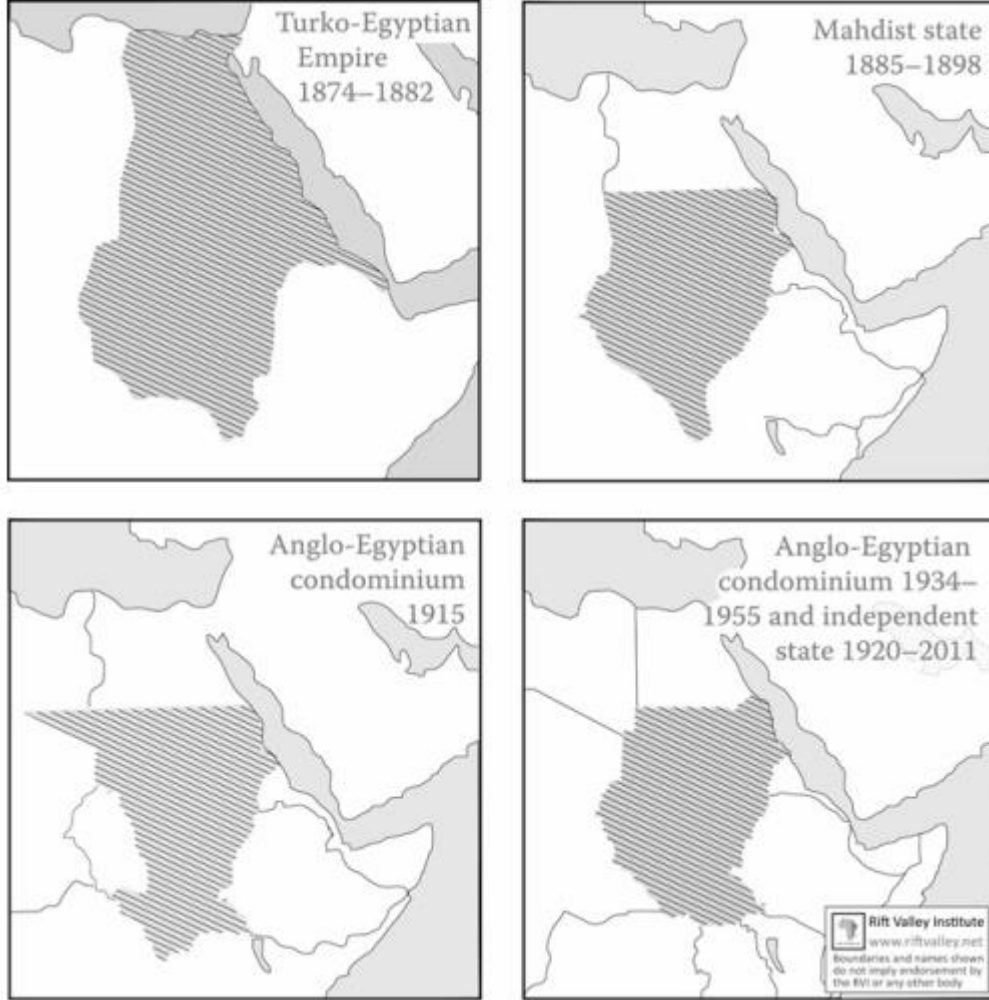 Turko-Egyptian
Empire
1874–1882
Mahdist state
1885–1898
Anglo-Egyptian
condominium
1915
Anglo-Egyptian
condominium 1934–
1955 and independent
state 1920–2011
Rift Valley Institute
www.riftvalley.net
Boundaries and names shown
do not imply endorsement by
the RVI or any other body